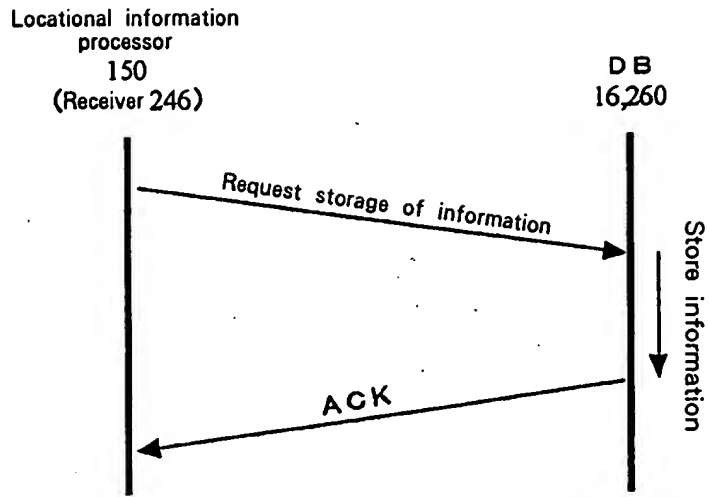 Locational information
processor
150
(Receiver 246)
DB
16,260
Request storage of information
Store information
ACK